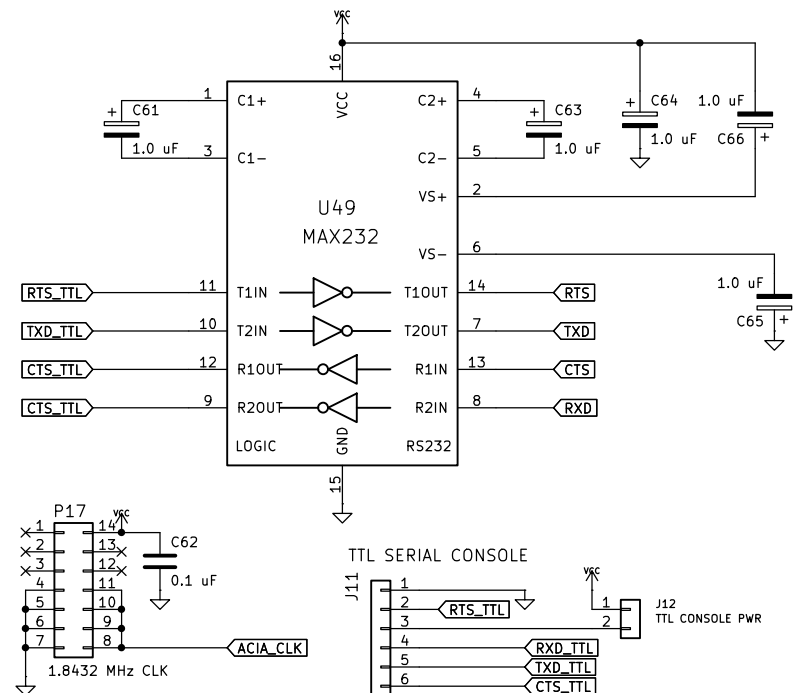 VCC
16
1 C1+ VCC C2+ 4
+ C61
1.0 uF
3 C1- C2- 5
+ C63
1.0 uF
+ C64
1.0 uF
1.0 uF
C66 +
VS+ 2
U49
MAX232
VS- 6
1.0 uF
C65 +
RTS_TTL 11 T1IN T1OUT 14 RTS
TXD_TTL 10 T2IN T2OUT 7 TXD
CTS_TTL 12 R1OUT R1IN 13 CTS
CTS_TTL 9 R2OUT R2IN 8 RXD
LOGIC GND RS232
15
P17
VCC
1 14
2 13
3 12
4 11
5 10
6 9
7 8
C62
0.1 uF
ACIA_CLK
1.8432 MHz CLK
TTL SERIAL CONSOLE
J11
1
2 RTS_TTL
3
4 RXD_TTL
5 TXD_TTL
6 CTS_TTL
VCC
1
2
J12
TTL CONSOLE PWR